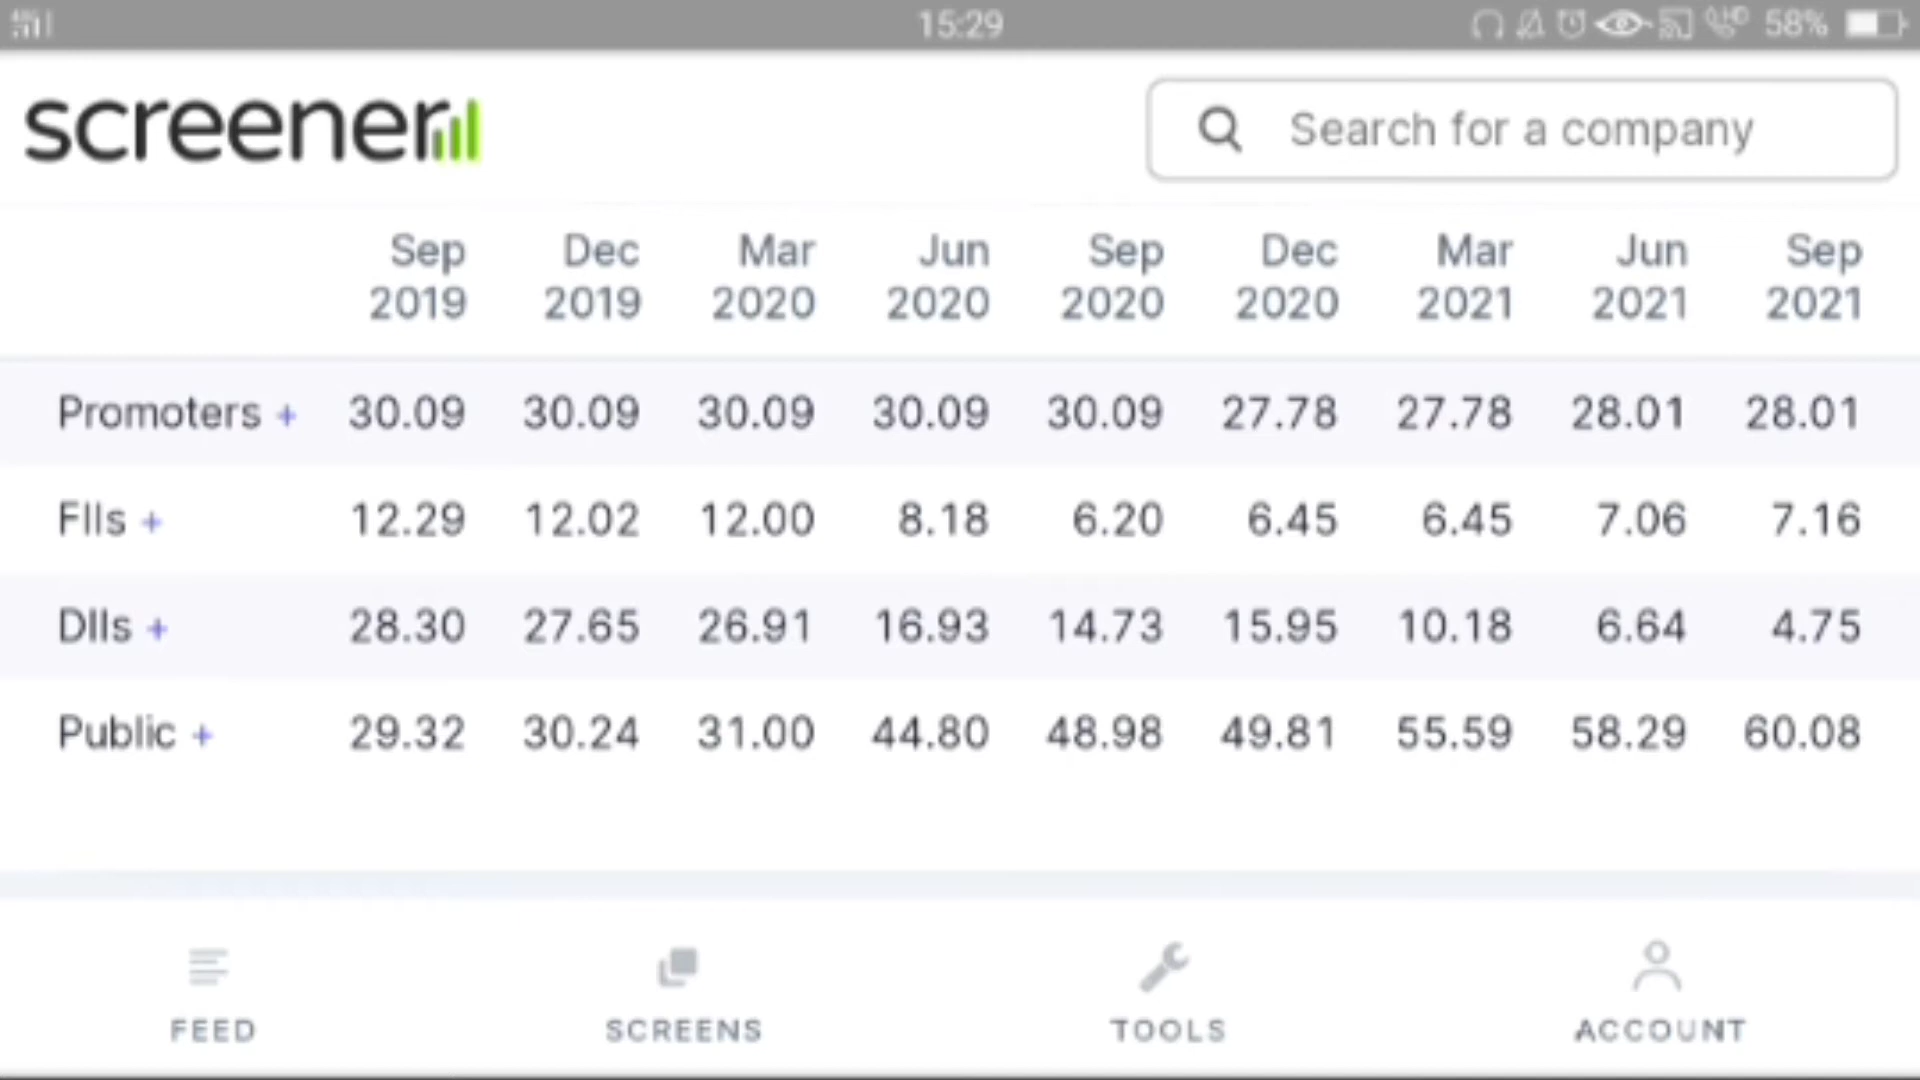 15:29 58%
screener Search for a company
Sep Dec Mar Jun Sep Dec Mar Jun Sep
2019 2019 2020 2020 2020 2020 2021 2021 2021
Promoters + 30.09 30.09 30.09 30.09 30.09 27.78 27.78 28.01 28.01
FIIs + 12.29 12.02 12.00 8.18 6.20 6.45 6.45 7.06 7.16
DIIs + 28.30 27.65 26.91 16.93 14.73 15.95 10.18 6.64 4.75
Public + 29.32 30.24 31.00 44.80 48.98 49.81 55.59 58.29 60.08
FEED SCREENS TOOLS ACCOUNT